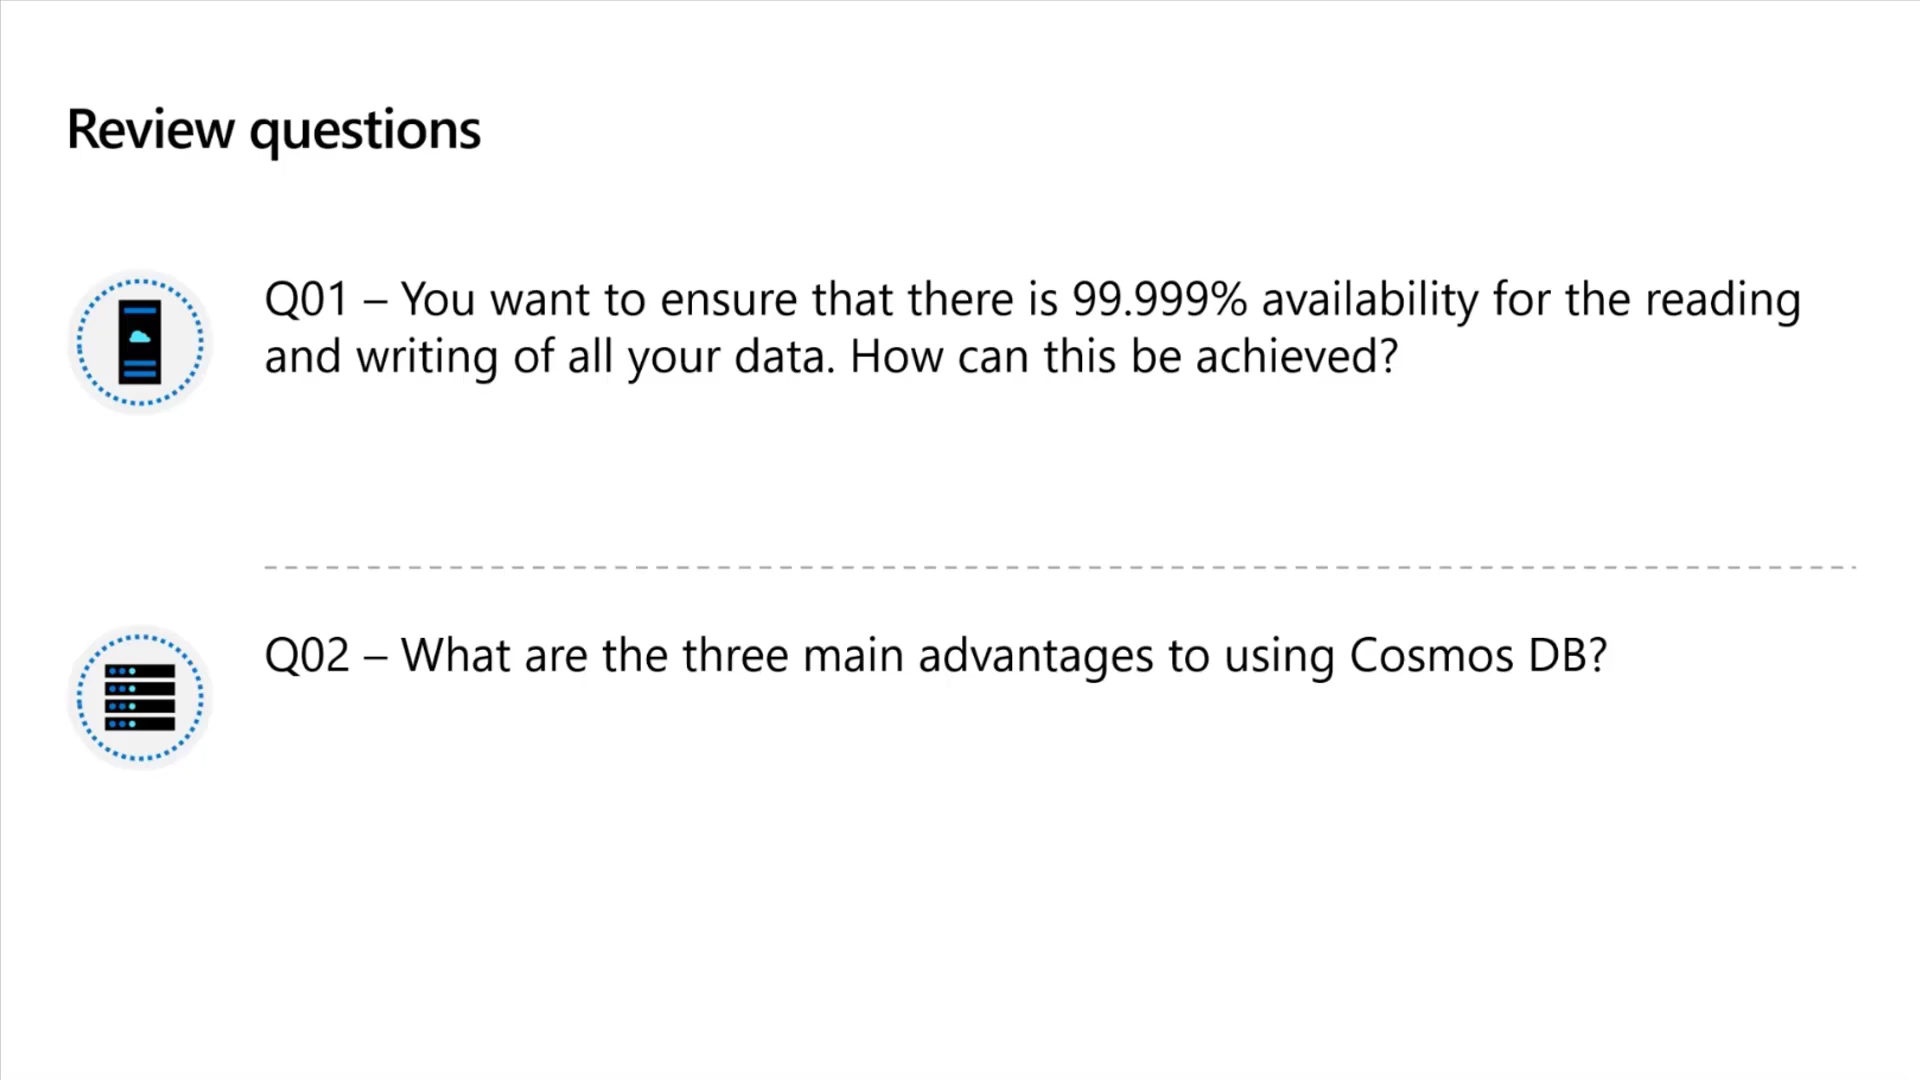 Review questions
Q01 – You want to ensure that there is 99.999% availability for the reading
and writing of all your data. How can this be achieved?
Q02 – What are the three main advantages to using Cosmos DB?